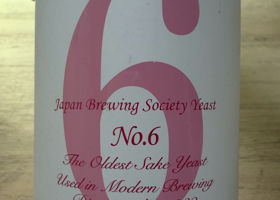 6
Japan Brewing Society Yeast
No.6
The Oldest Sake Yeast
Used in Modern Brewing